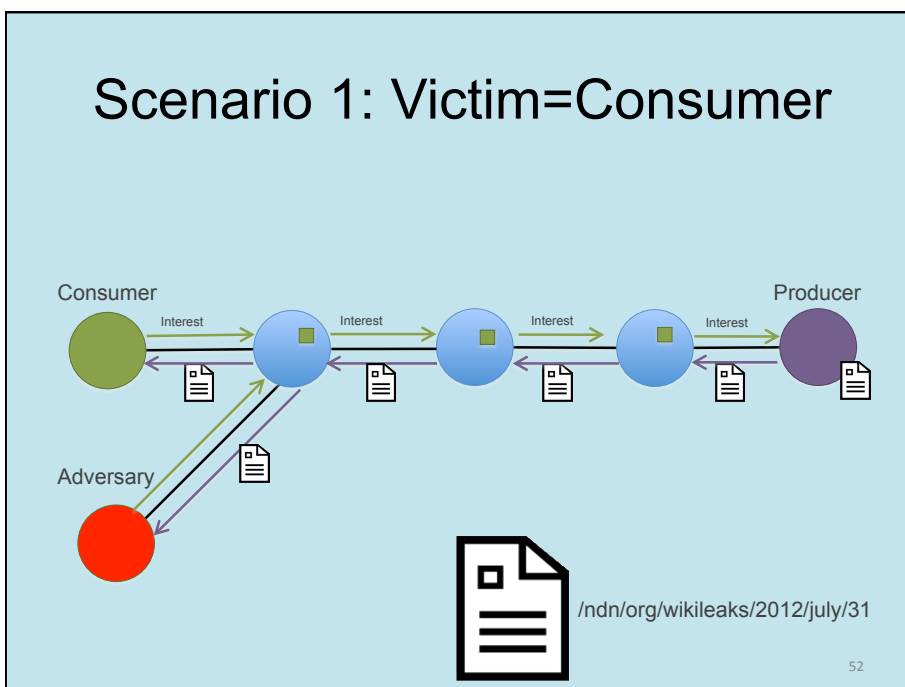 Scenario 1: Victim=Consumer
Consumer
Producer
Interest
Interest
Interest
Interest
Adversary
/ndn/org/wikileaks/2012/july/31
52